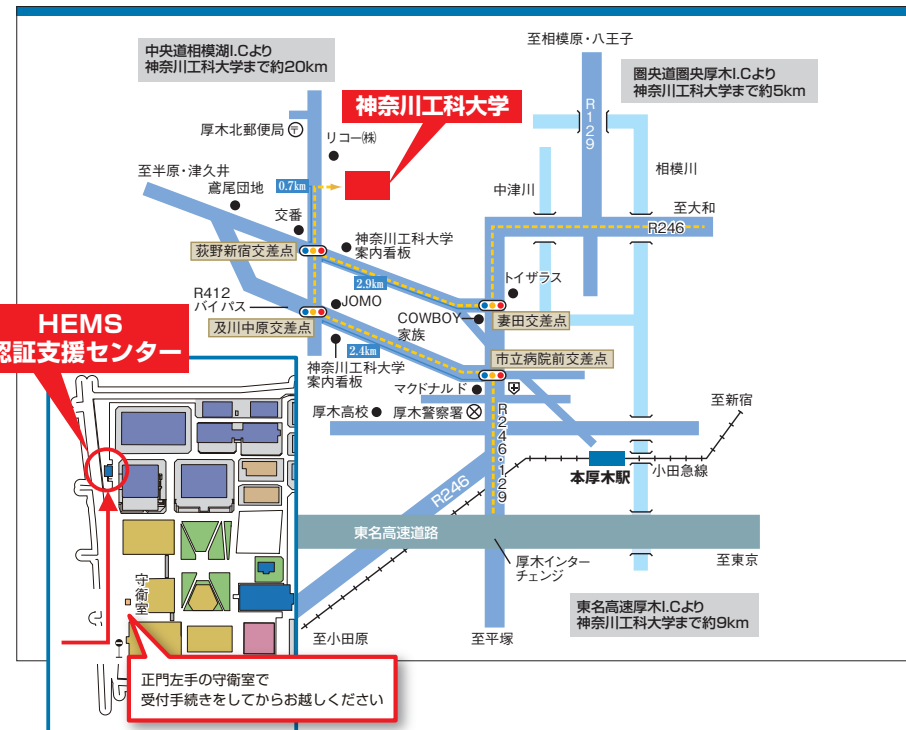 中央道相模湖I.Cより
神奈川工科大学まで約20km
至相模原・八王子
圏央道圏央厚木I.Cより
神奈川工科大学まで約5km
神奈川工科大学
R129
厚木北郵便局
リコー㈱
至半原・津久井
鳶尾団地
0.7km
中津川
相模川
至大和
R246
交番
荻野新宿交差点
神奈川工科大学
案内看板
2.9km
トイザラス
R412
バイパス
JOMO
COWBOY
家族
妻田交差点
及川中原交差点
HEMS
認証支援センター
2.4km
神奈川工科大学
案内看板
市立病院前交差点
マクドナルド
厚木高校
厚木警察署
至新宿
R246・129
本厚木駅
小田急線
R246
東名高速道路
厚木インター
チェンジ
至東京
東名高速厚木I.Cより
神奈川工科大学まで約9km
至小田原
至平塚
守衛室
正門左手の守衛室で
受付手続きをしてからお越しください